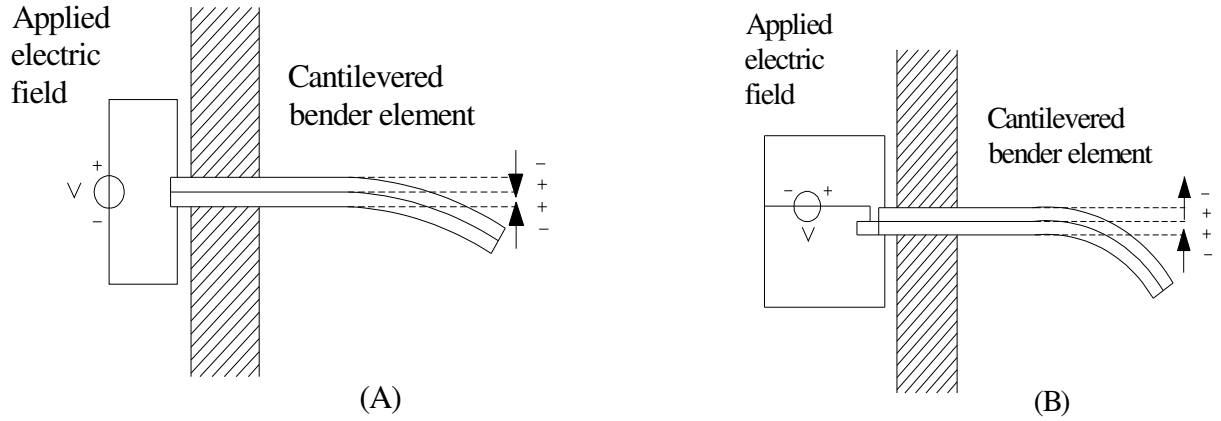 Applied
electric
field
Cantilevered
bender element
+
V
−
−
+
+
−
(A)
Applied
electric
field
Cantilevered
bender element
− +
V
−
+
+
−
(B)